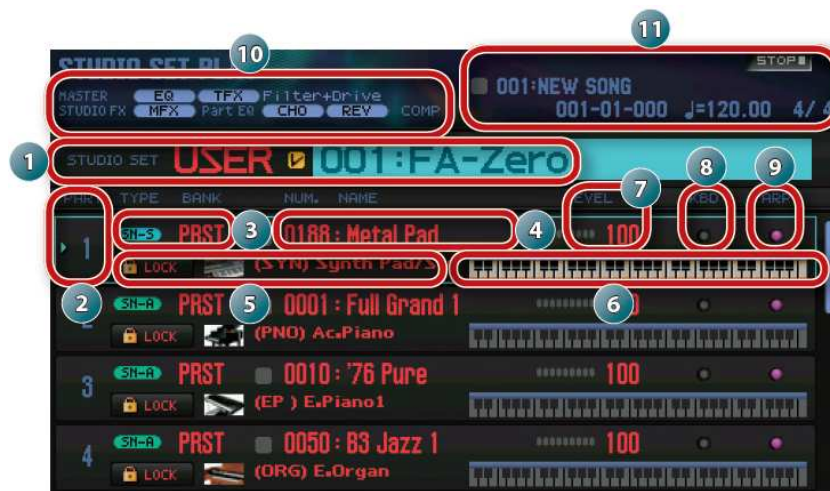 10
11
STUDIO SET PL
STOP
MASTER EQ TFX Filter+Drive
STUDIO FX MFX Part EQ CHO REV COMP
001:NEW SONG
001-01-000 ♩=120.00 4/4
1
STUDIO SET USER 001:FA-Zero
7 8 9
PAR TYPE BANK NUM. NAME EVEL KBD ARP
1 SN-S PRST 3 0186: Metal Pad 4 100
LOCK (SYN) Synth Pad/S
2 5 6
2 SN-A PRST 0001: Full Grand 1
LOCK (PNO) Ac.Piano
3 SN-A PRST 0010: '76 Pure 100
LOCK (EP ) E.Piano1
4 SN-A PRST 0050: B3 Jazz 1 100
LOCK (ORG) E.Organ